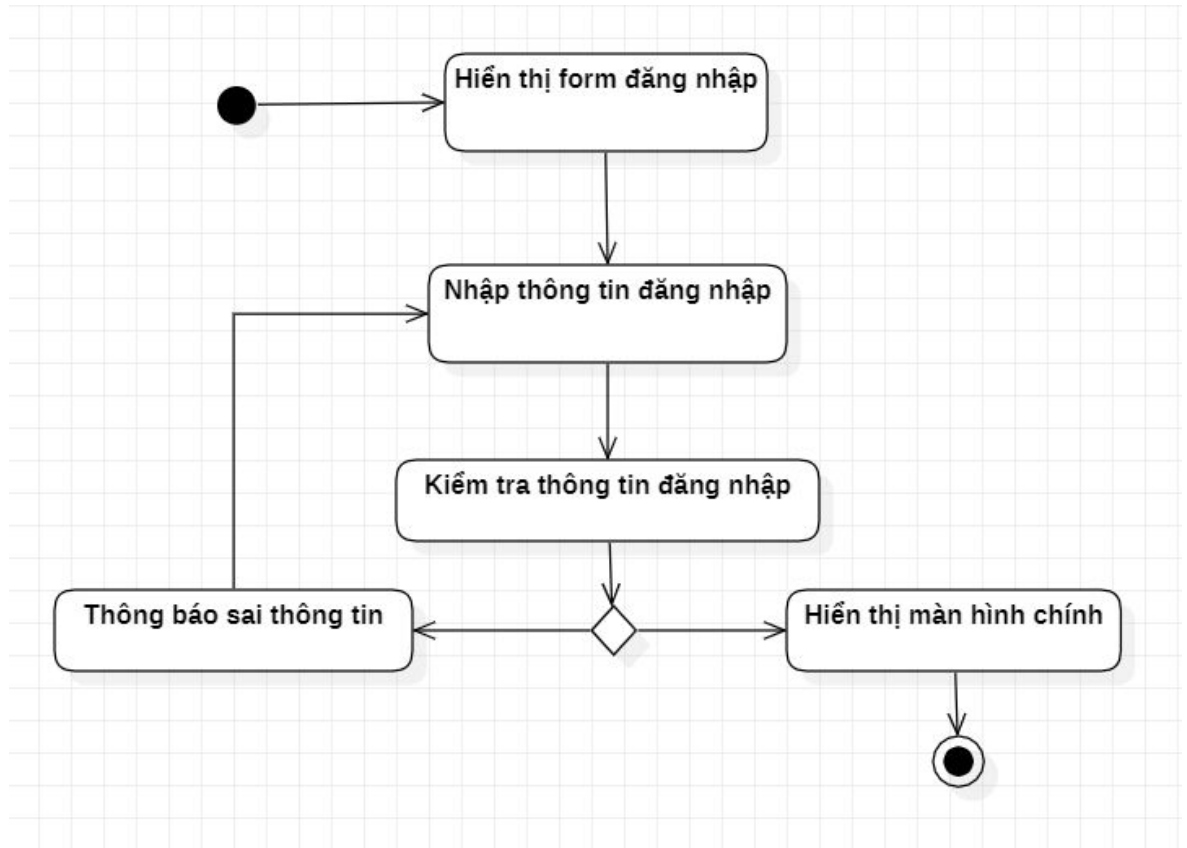 Hiển thị form đăng nhập
Nhập thông tin đăng nhập
Kiểm tra thông tin đăng nhập
Thông báo sai thông tin
Hiển thị màn hình chính